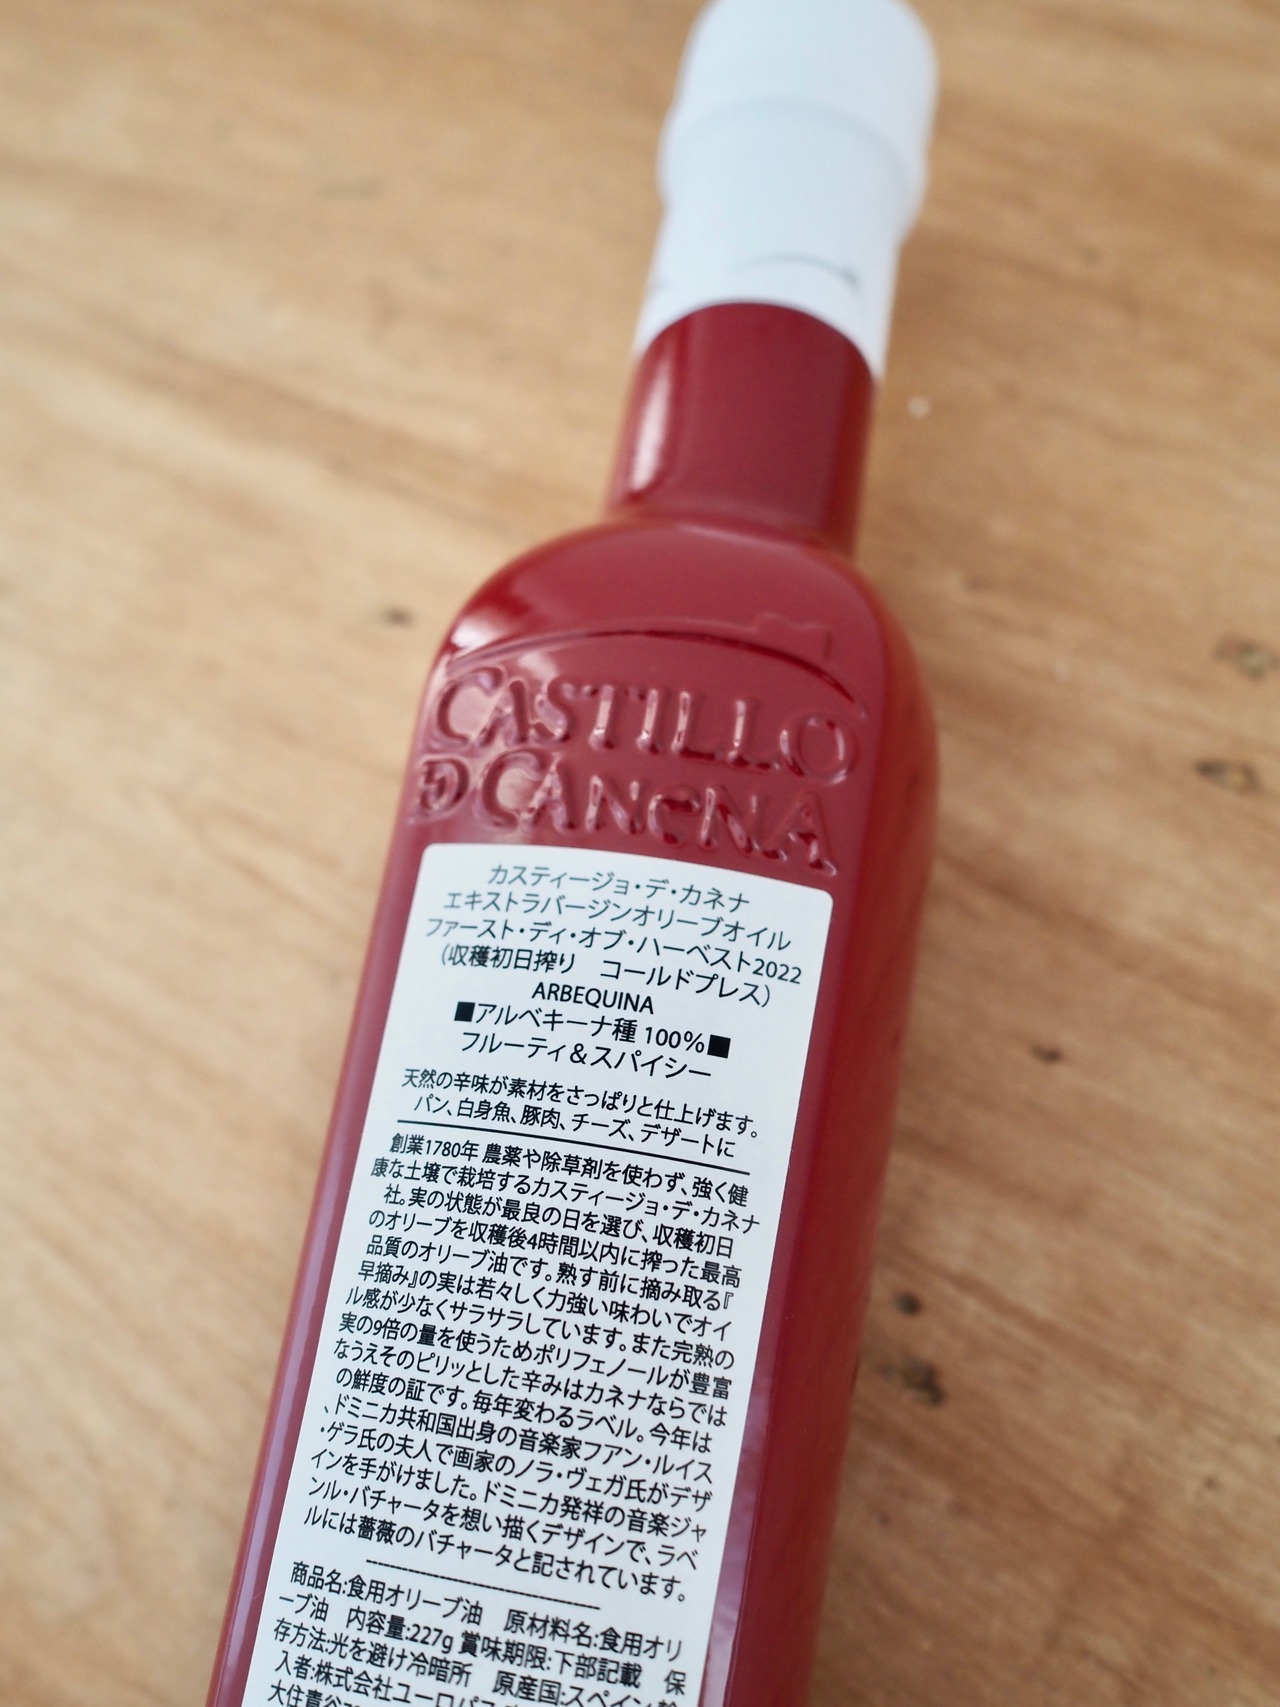 CASTILLO
DE CANENA
カスティージョ・デ・カネナ
エキストラバージンオリーブオイル
ファースト・ディ・オブ・ハーベスト2022
（収穫初日搾り　コールドプレス）
ARBEQUINA
■アルベキーナ種 100%■
フルーティ＆スパイシー
天然の辛味が素材をさっぱりと仕上げます。
パン、白身魚、豚肉、チーズ、デザートに
創業1780年 農薬や除草剤を使わず、強く健
康な土壌で栽培するカスティージョ・デ・カネナ
社。実の状態が最良の日を選び、収穫初日
のオリーブを収穫後4時間以内に搾った最高
品質のオリーブ油です。熟す前に摘み取る『
早摘み』の実は若々しく力強い味わいでオイ
ル感が少なくサラサラしています。また完熟の
実の9倍の量を使うためポリフェノールが豊富
なうえそのピリッとした辛みはカネナならでは
の鮮度の証です。毎年変わるラベル。今年は
、ドミニカ共和国出身の音楽家フアン・ルイス
・ゲラ氏の夫人で画家のノラ・ヴェガ氏がデザ
インを手がけました。ドミニカ発祥の音楽ジャ
ンル・バチャータを想い描くデザインで、ラベ
ルには薔薇のバチャータと記されています。
商品名:食用オリーブ油　原材料名:食用オリ
ーブ油　内容量:227g 賞味期限:下部記載　保
存方法:光を避け冷暗所　原産国:スペイン 輸
入者:株式会社ユーロパス
大住責谷